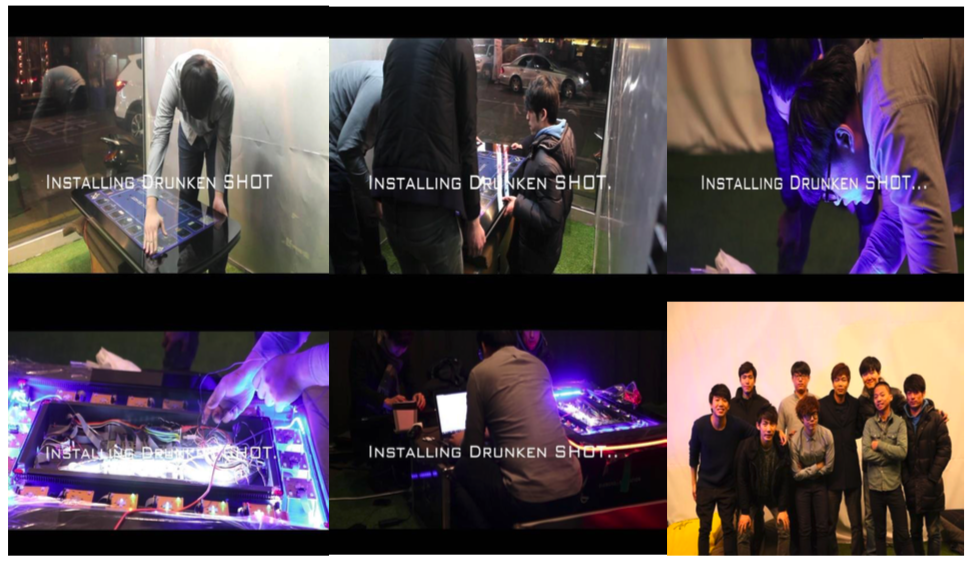 INSTALLING DRUNKEN SHOT
INSTALLING DRUNKEN SHOT.
INSTALLING DRUNKEN SHOT...
INSTALLING DRUNKEN SHOT.
INSTALLING DRUNKEN SHOT..